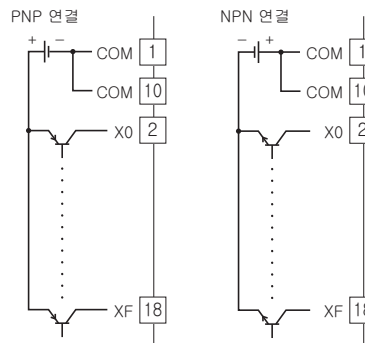 PNP 연결
+ −
COM 1
COM 10
X0 2
XF 18
NPN 연결
− +
COM 1
COM
X0 2
XF